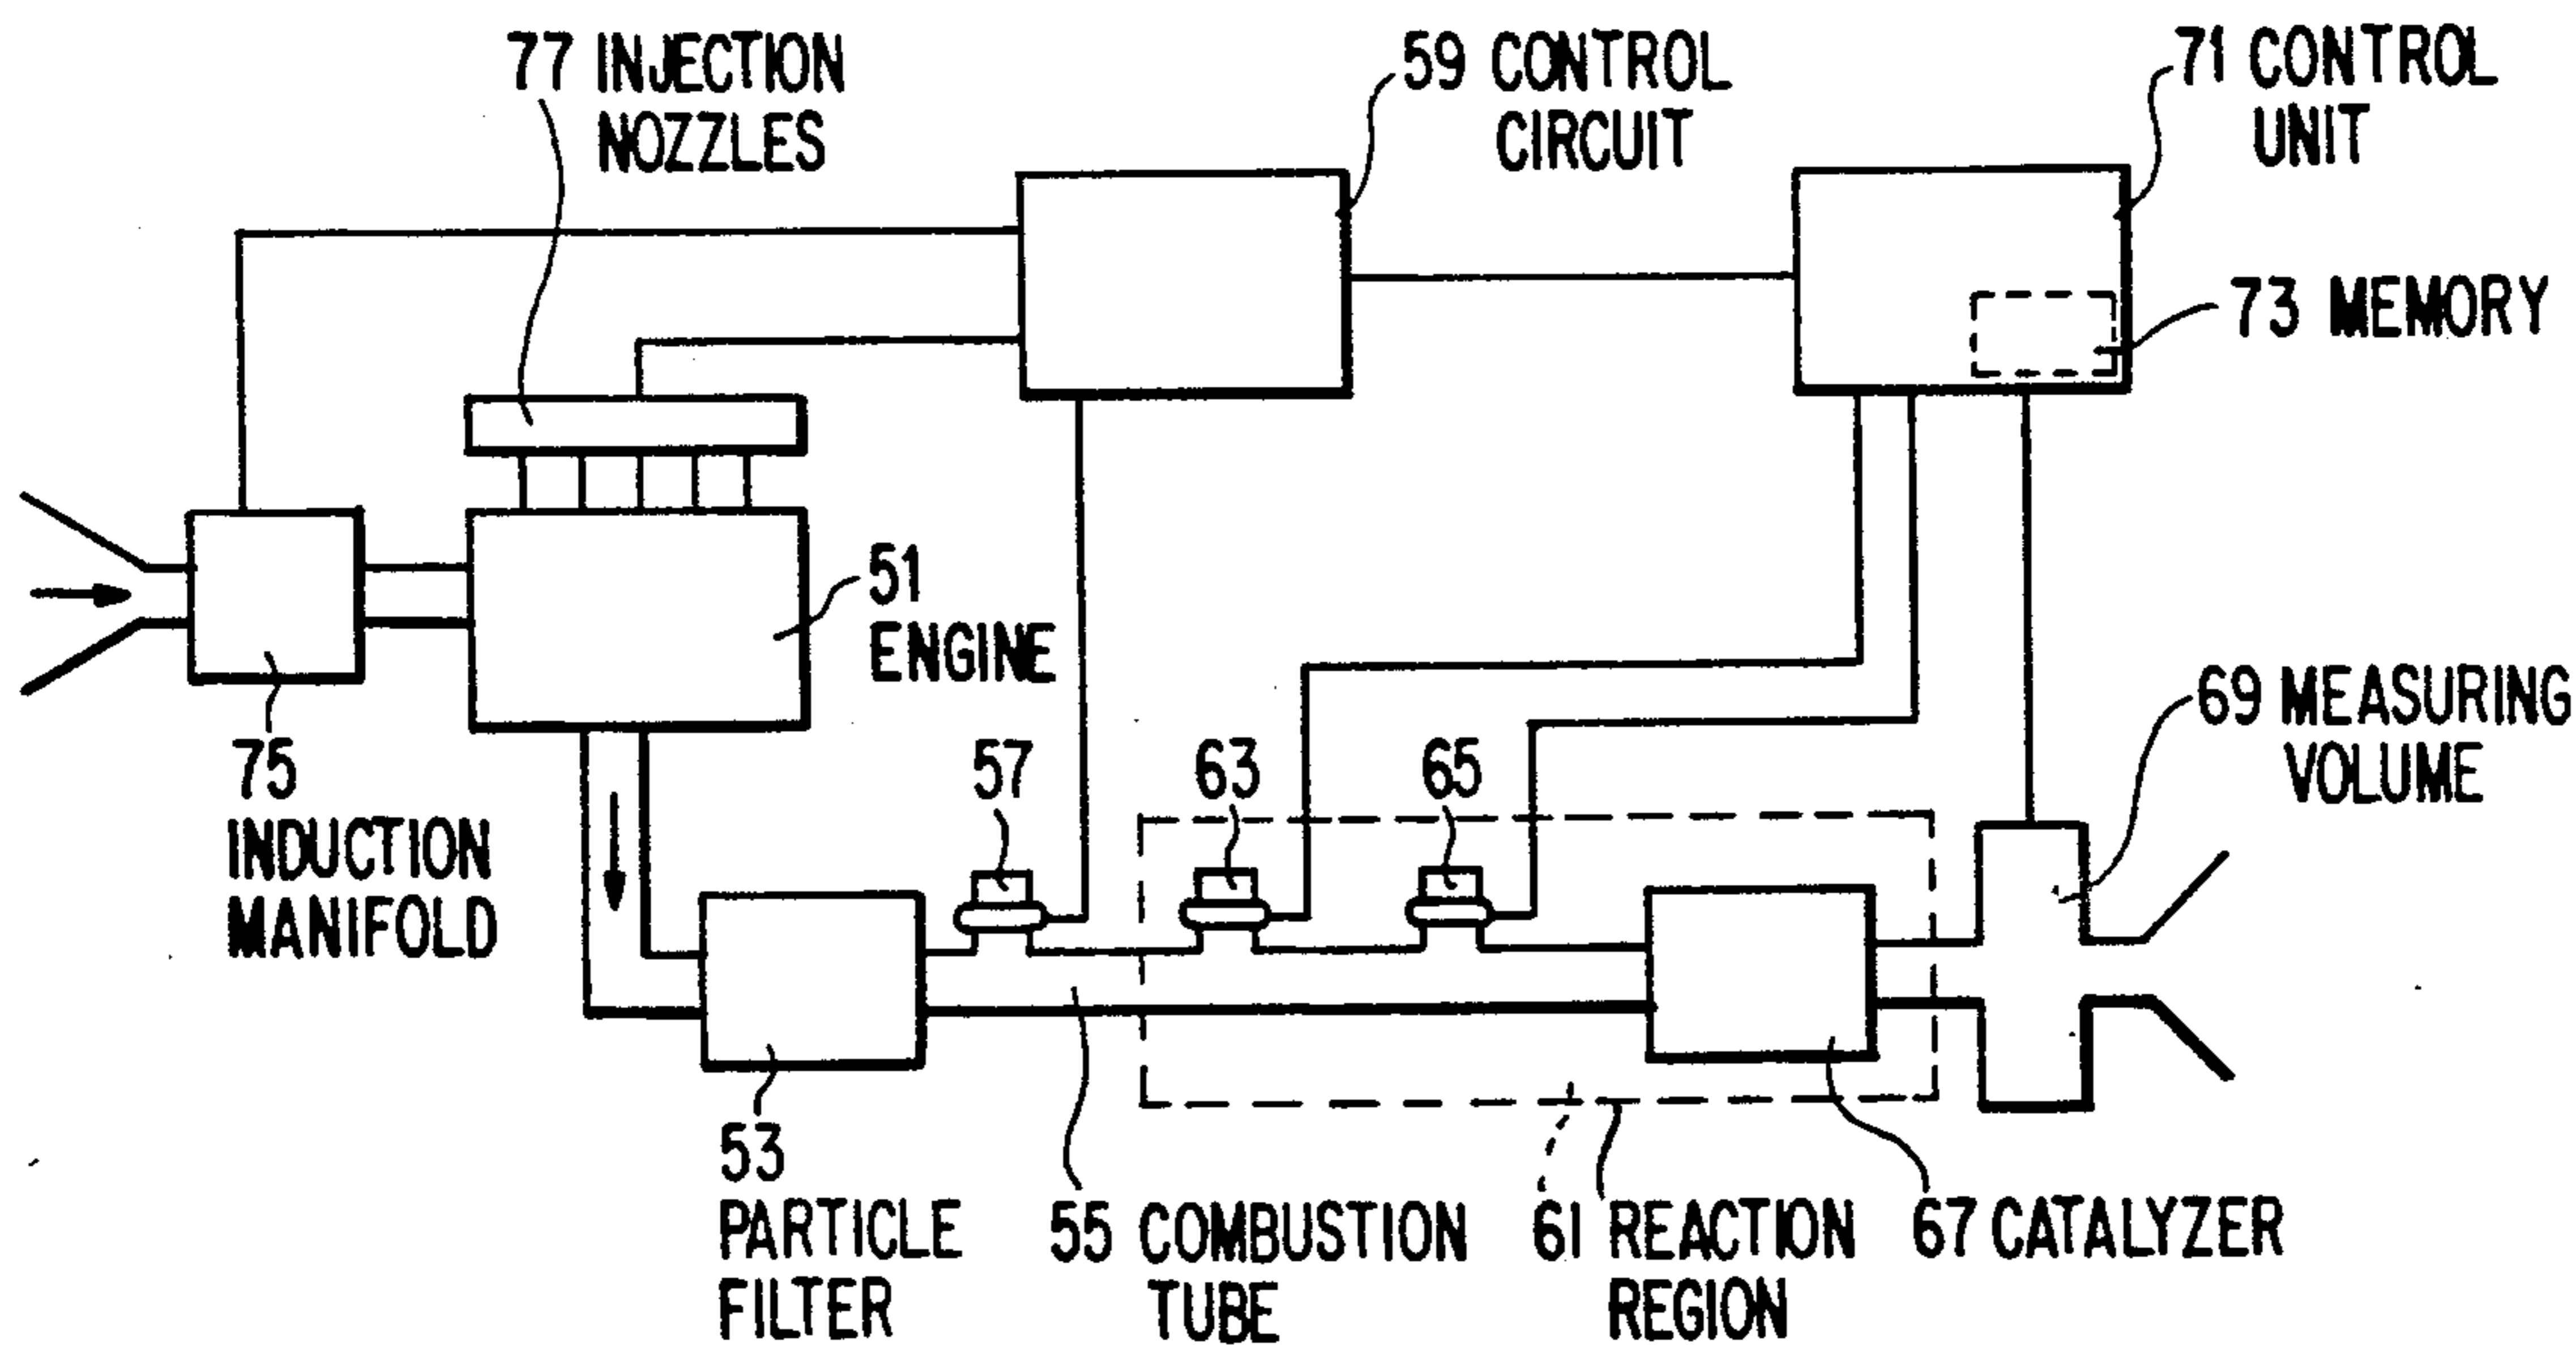 77 INJECTION
NOZZLES
59 CONTROL
CIRCUIT
71 CONTROL
UNIT
73 MEMORY
51
ENGINE
69 MEASURING
VOLUME
75
INDUCTION
MANIFOLD
57
63
65
53
PARTICLE
FILTER
55 COMBUSTION
TUBE
61 REACTION
REGION
67 CATALYZER